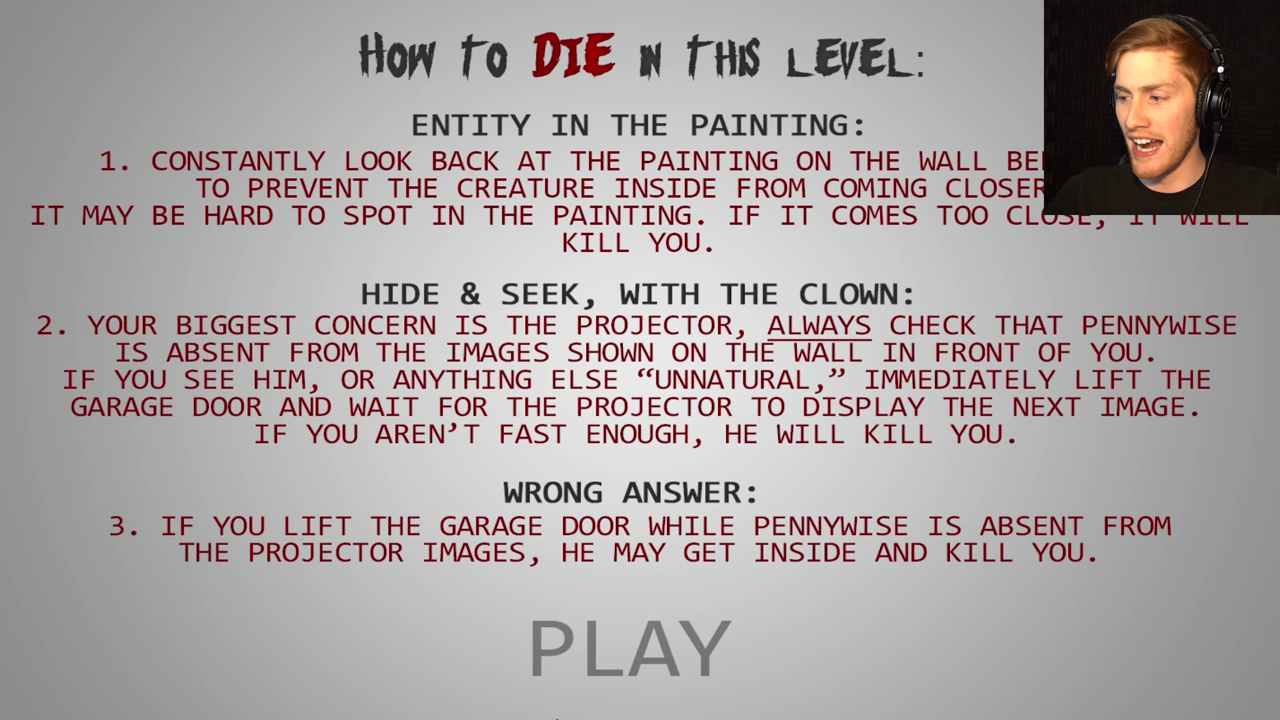 HOW TO DIE IN THIS LEVEL:
ENTITY IN THE PAINTING:
1. CONSTANTLY LOOK BACK AT THE PAINTING ON THE WALL
TO PREVENT THE CREATURE INSIDE FROM COMING CLOSER
IT MAY BE HARD TO SPOT IN THE PAINTING. IF IT COMES TOO CLOSE, IT WILL
KILL YOU.
HIDE & SEEK, WITH THE CLOWN:
2. YOUR BIGGEST CONCERN IS THE PROJECTOR, ALWAYS CHECK THAT PENNYWISE
IS ABSENT FROM THE IMAGES SHOWN ON THE WALL IN FRONT OF YOU.
IF YOU SEE HIM, OR ANYTHING ELSE “UNNATURAL,” IMMEDIATELY LIFT THE
GARAGE DOOR AND WAIT FOR THE PROJECTOR TO DISPLAY THE NEXT IMAGE.
IF YOU AREN’T FAST ENOUGH, HE WILL KILL YOU.
WRONG ANSWER:
3. IF YOU LIFT THE GARAGE DOOR WHILE PENNYWISE IS ABSENT FROM
THE PROJECTOR IMAGES, HE MAY GET INSIDE AND KILL YOU.
PLAY